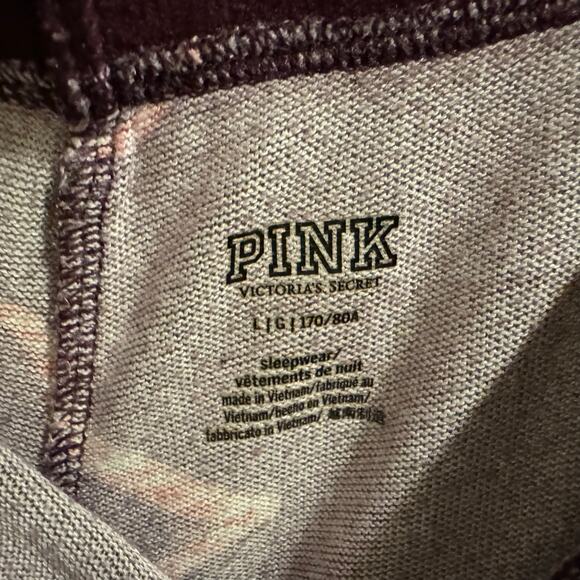 PINK
VICTORIA'S SECRET
L|G|170/80A
Sleepwear/
vêtements de nuit
made in Vietnam/fabriqué au
Vietnam/hecho en Vietnam/
fabbricato in Vietnam/ 越南制造